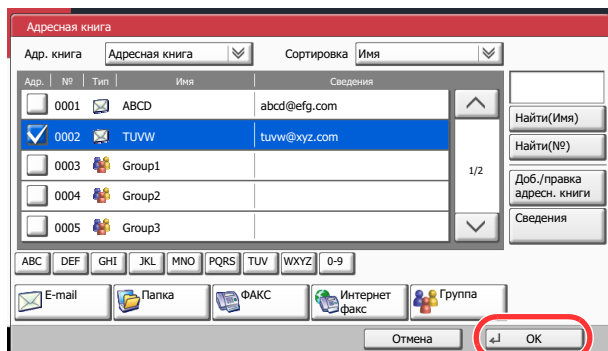 Адресная книга
Адр. книга Адресная книга Сортировка Имя
Адр. № Тип Имя Сведения
0001 ABCD abcd@efg.com
0002 TUVW tuvw@xyz.com
0003 Group1
0004 Group2
0005 Group3
1/2
Найти(Имя)
Найти(№)
Доб./правка
адресн. книги
Сведения
ABC DEF GHI JKL MNO PQRS TUV WXYZ 0-9
E-mail Папка ФАКС Интернет
факс Группа
Отмена OK